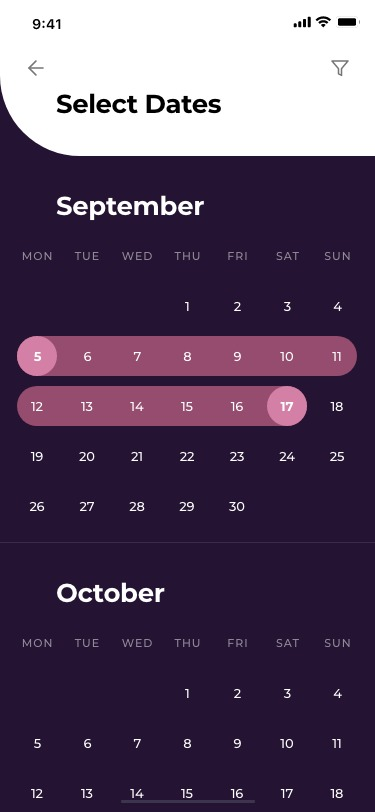 9:41
Select Dates
September
MON TUE WED THU FRI SAT SUN
1 2 3 4
5 6 7 8 9 10 11
12 13 14 15 16 17 18
19 20 21 22 23 24 25
26 27 28 29 30
October
MON TUE WED THU FRI SAT SUN
1 2 3 4
5 6 7 8 9 10 11
12 13 14 15 16 17 18